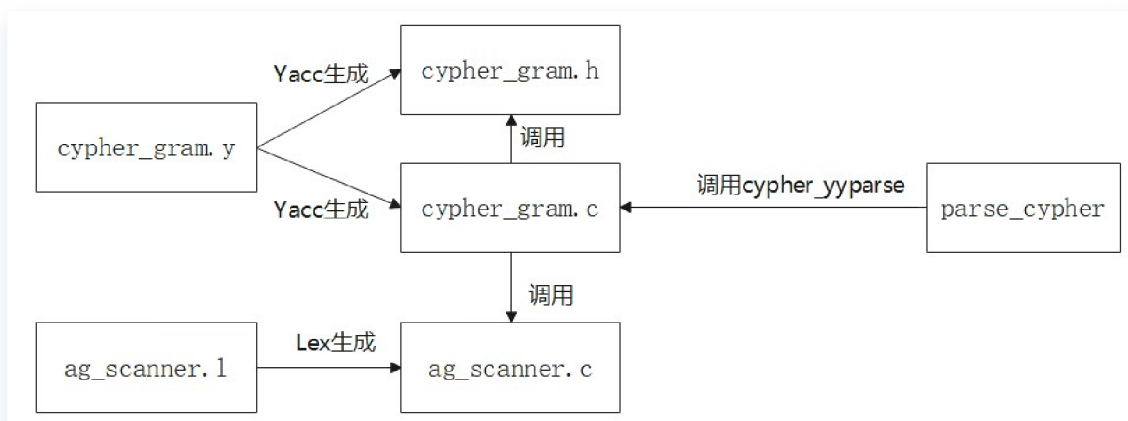 cypher_gram.h
Yacc生成
cypher_gram.y
调用
Yacc生成
cypher_gram.c
调用cypher_yyparse
parse_cypher
调用
ag_scanner.l
Lex生成
ag_scanner.c